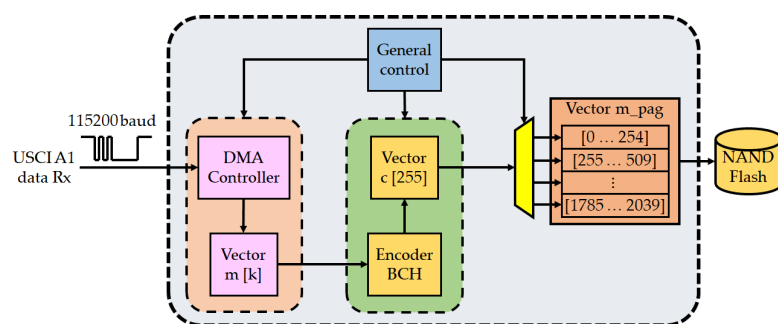 General
control
115200 baud
USCI A1
data Rx
DMA
Controller
Vector
m [k]
Vector
c [255]
Encoder
BCH
Vector m_pag
[0 … 254]
[255 … 509]
⋮
[1785 … 2039]
NAND
Flash